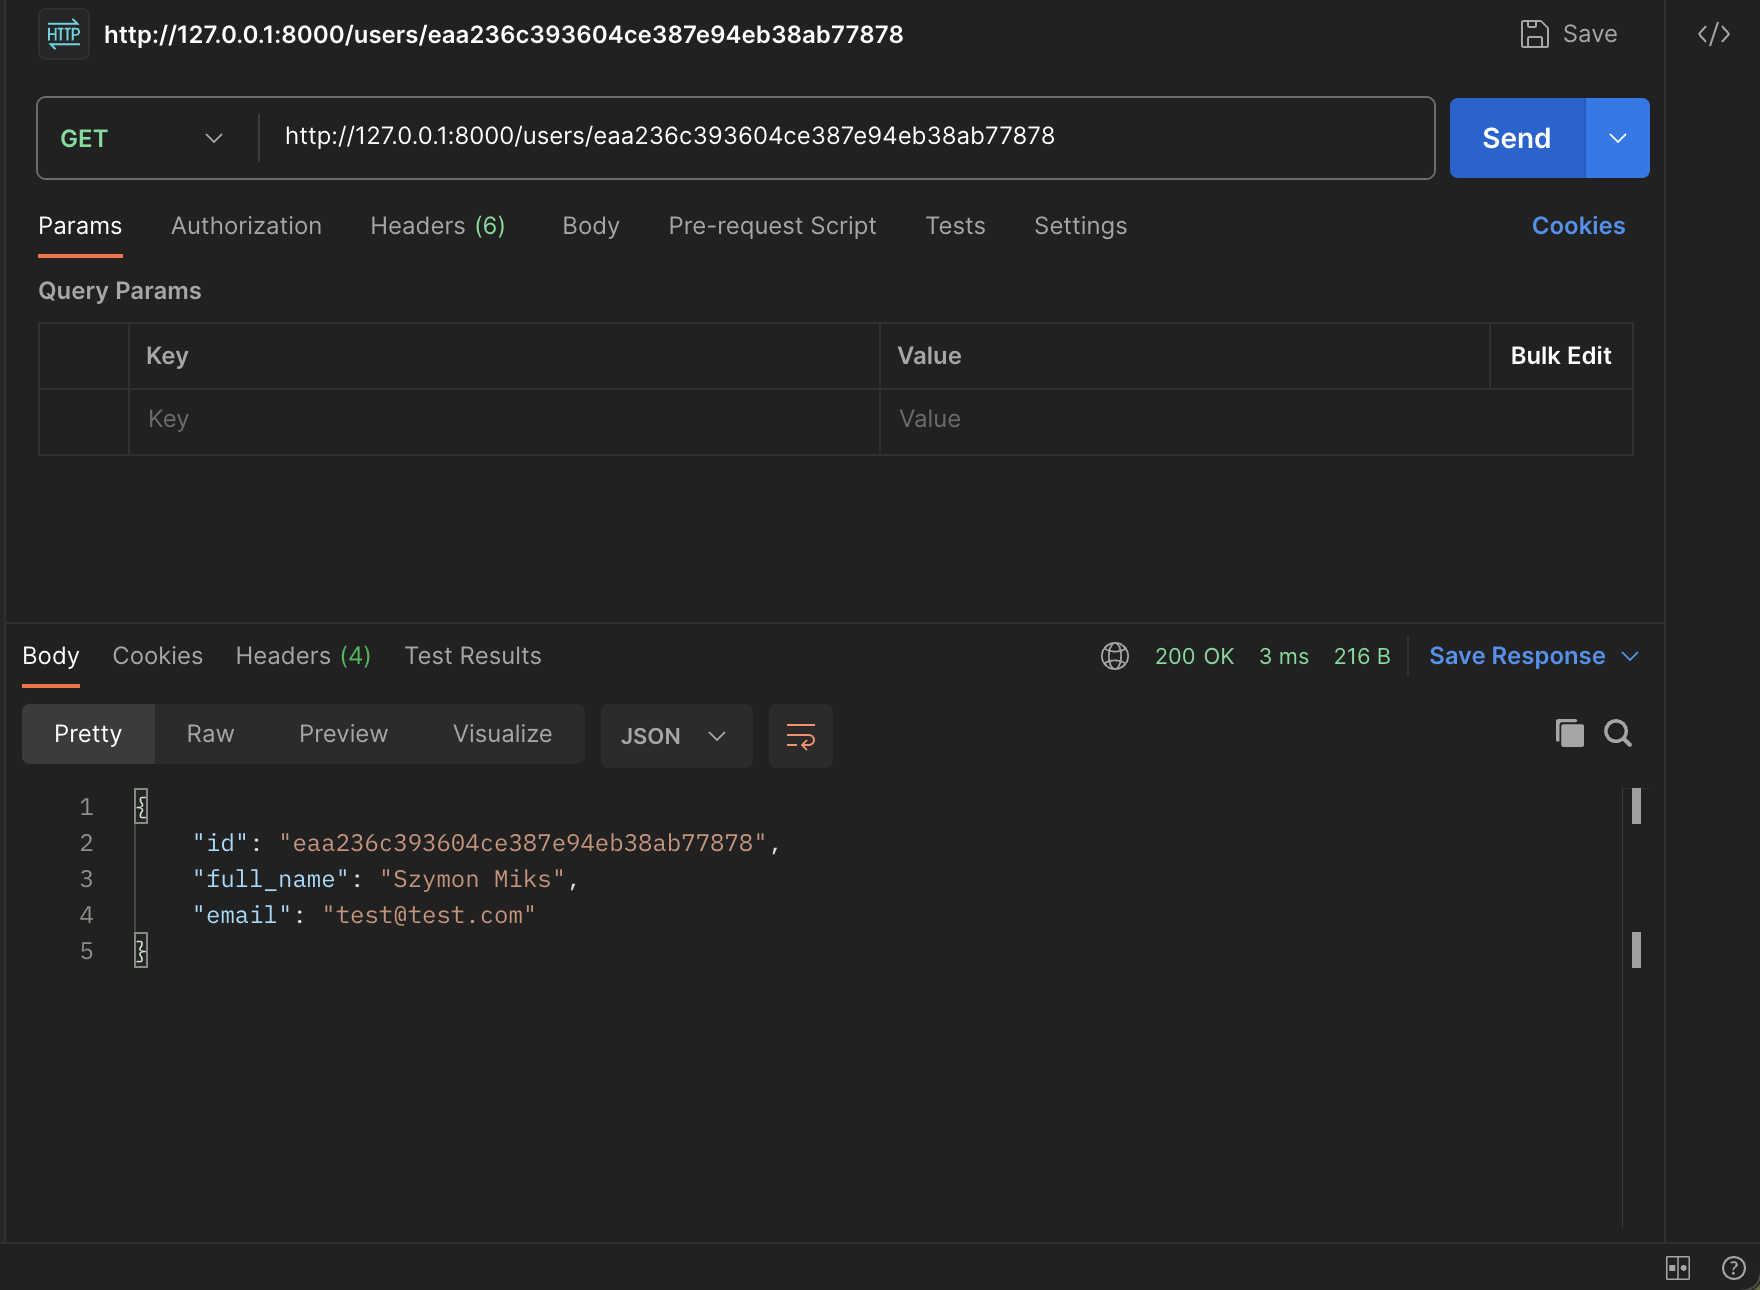 HTTP http://127.0.0.1:8000/users/eaa236c393604ce387e94eb38ab77878 Save </>
GET http://127.0.0.1:8000/users/eaa236c393604ce387e94eb38ab77878 Send
Params Authorization Headers (6) Body Pre-request Script Tests Settings Cookies
Query Params
Key Value Bulk Edit
Key Value
Body Cookies Headers (4) Test Results 200 OK 3 ms 216 B Save Response
Pretty Raw Preview Visualize JSON
1 {
2 "id": "eaa236c393604ce387e94eb38ab77878",
3 "full_name": "Szymon Miks",
4 "email": "test@test.com"
5 }